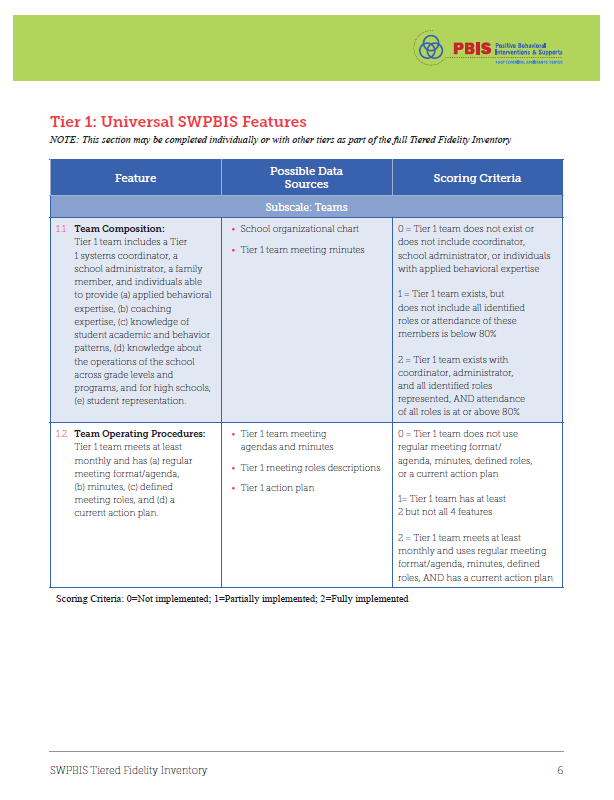 PBIS Positive Behavioral
Interventions & Supports
Tier 1: Universal SWPBIS Features
NOTE: This section may be completed individually or with other tiers as part of the full Tiered Fidelity Inventory
Feature
Possible Data
Sources
Scoring Criteria
Subscale: Teams
1.1 Team Composition:
Tier 1 team includes a Tier
1 systems coordinator, a
school administrator, a family
member, and individuals able
to provide (a) applied behavioral
expertise, (b) coaching
expertise, (c) knowledge of
student academic and behavior
patterns, (d) knowledge about
the operations of the school
across grade levels and
programs, and for high schools,
(e) student representation.
• School organizational chart
• Tier 1 team meeting minutes
0 = Tier 1 team does not exist or
does not include coordinator,
school administrator, or individuals
with applied behavioral expertise
1 = Tier 1 team exists, but
does not include all identified
roles or attendance of these
members is below 80%
2 = Tier 1 team exists with
coordinator, administrator,
and all identified roles
represented, AND attendance
of all roles is at or above 80%
1.2 Team Operating Procedures:
Tier 1 team meets at least
monthly and has (a) regular
meeting format/agenda,
(b) minutes, (c) defined
meeting roles, and (d) a
current action plan.
• Tier 1 team meeting
agendas and minutes
• Tier 1 meeting roles descriptions
• Tier 1 action plan
0 = Tier 1 team does not use
regular meeting format/
agenda, minutes, defined roles,
or a current action plan
1= Tier 1 team has at least
2 but not all 4 features
2 = Tier 1 team meets at least
monthly and uses regular meeting
format/agenda, minutes, defined
roles, AND has a current action plan
Scoring Criteria: 0=Not implemented; 1=Partially implemented; 2=Fully implemented
SWPBIS Tiered Fidelity Inventory
6